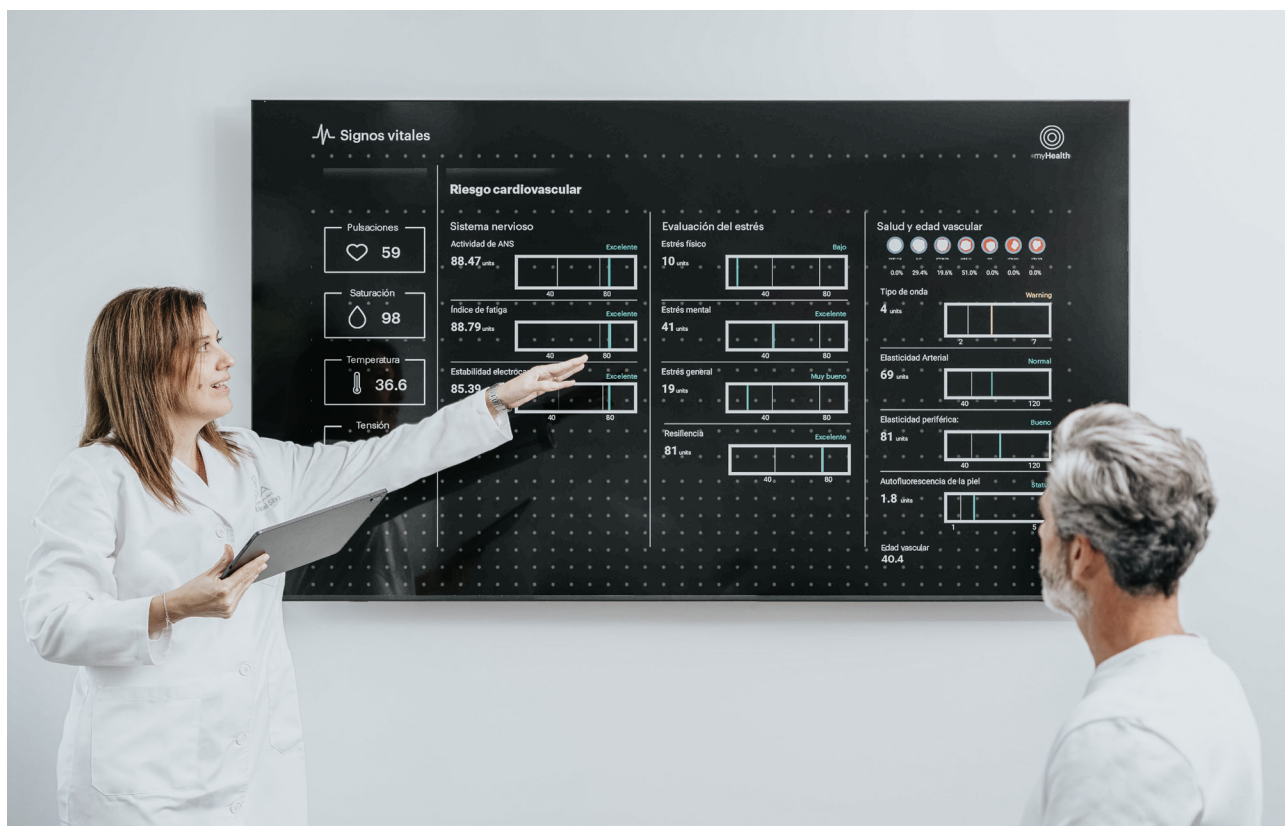 Signos vitales
myHealth
Riesgo cardiovascular
Pulsaciones
59
Saturación
98
Temperatura
36.6
Tensión
Sistema nervioso
Actividad de ANS
Excelente
88.47 units
40 80
Índice de fatiga
Excelente
88.79 units
40 80
Estabilidad
Excelente
85.39
40 80
Evaluación del estrés
Estrés físico
Bajo
10 units
40 80
Estrés mental
Excelente
41 units
40 80
Estrés general
Muy bueno
19 units
40 80
Resiliencia
Excelente
81 units
40 80
Salud y edad vascular
0.0% 29.4% 19.6% 51.0% 0.0% 0.0% 0.0%
Tipo de onda
Warning
4 units
2 7
Elasticidad Arterial
Normal
69 units
40 120
Elasticidad periférica:
Bueno
81 units
40 120
Autofluorescencia de la piel
1.8 units
1 5
Edad vascular
40.4